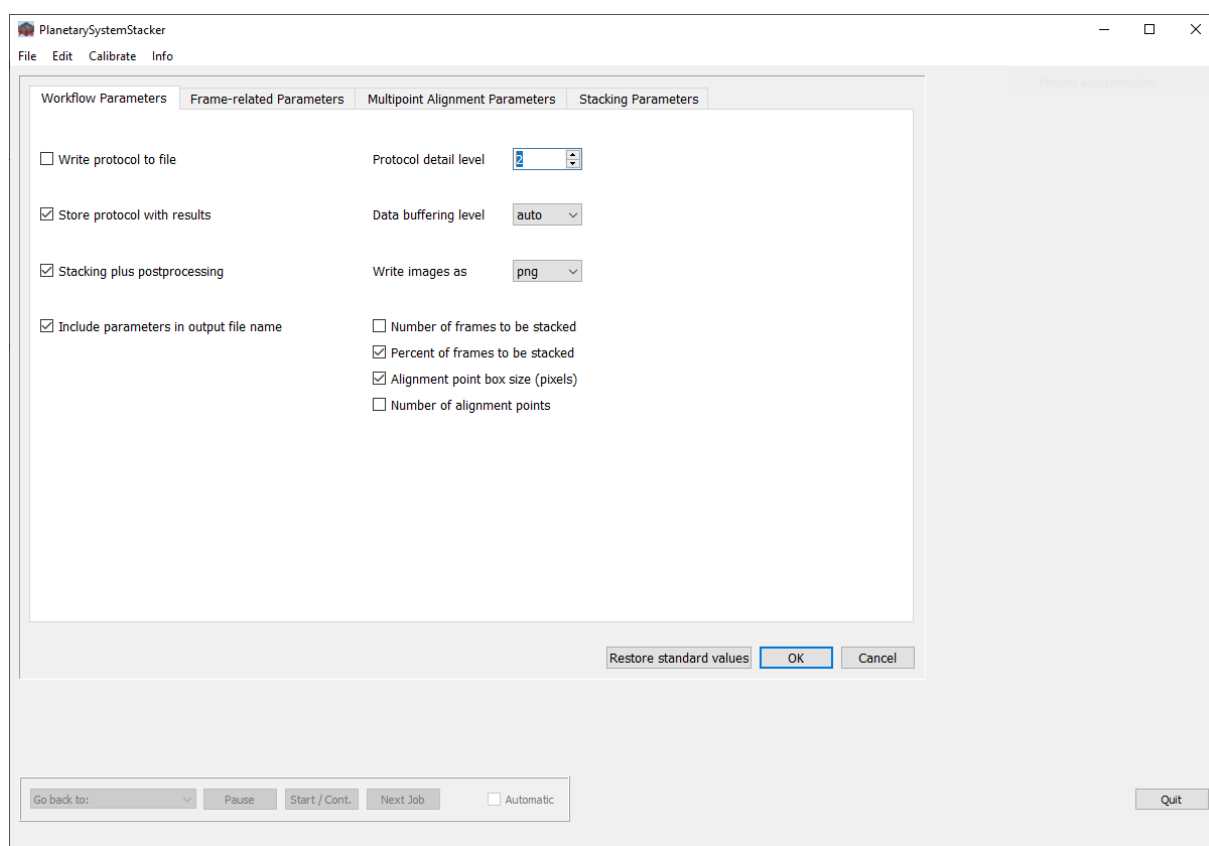 PlanetarySystemStacker
File Edit Calibrate Info
Workflow Parameters Frame-related Parameters Multipoint Alignment Parameters Stacking Parameters
Write protocol to file Protocol detail level 2
Store protocol with results Data buffering level auto
Stacking plus postprocessing Write images as png
Include parameters in output file name Number of frames to be stacked
Percent of frames to be stacked
Alignment point box size (pixels)
Number of alignment points
Restore standard values OK Cancel
Go back to: Pause Start / Cont. Next Job Automatic Quit